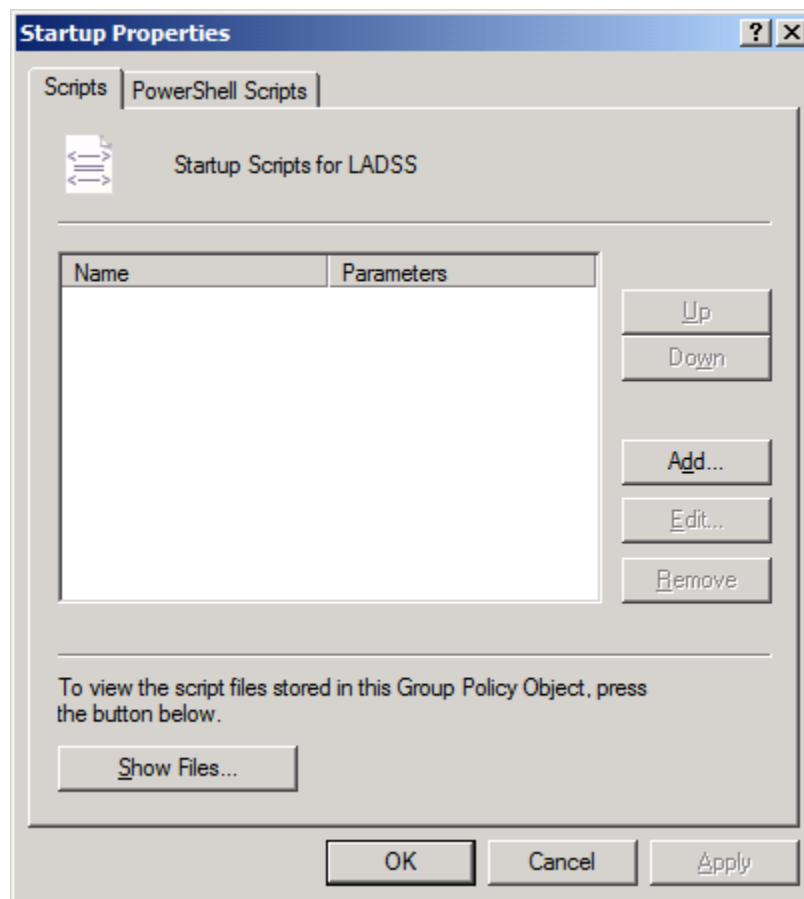 Startup Properties
Scripts
PowerShell Scripts
Startup Scripts for LADSS
Name
Parameters
Up
Down
Add...
Edit...
Remove
To view the script files stored in this Group Policy Object, press
the button below.
Show Files...
OK
Cancel
Apply